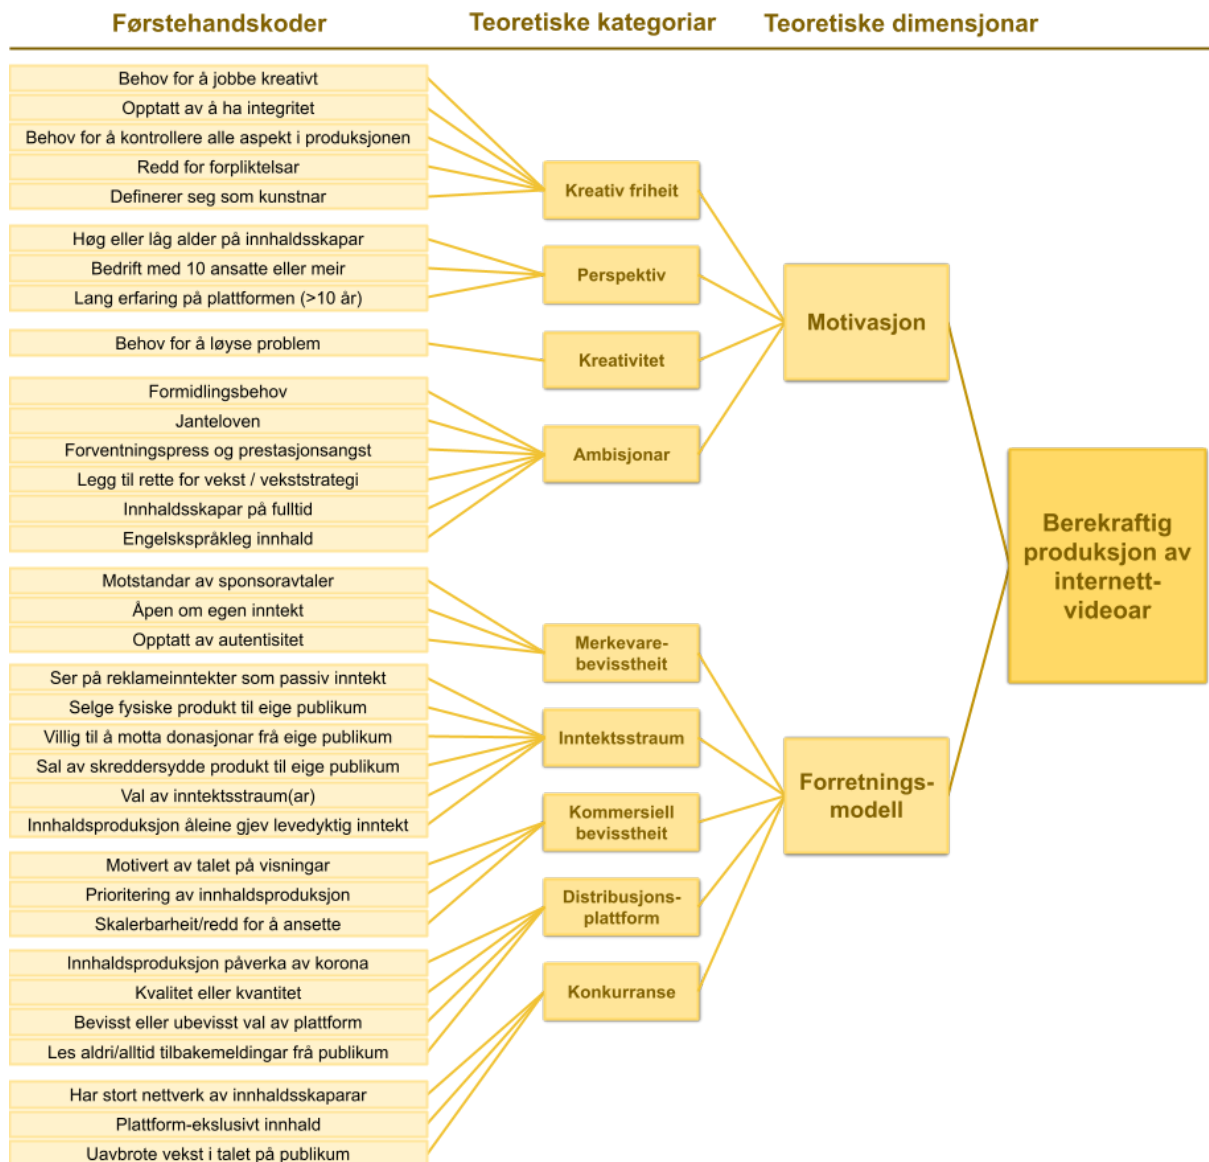 Førstehandskoder
Teoretiske kategoriar
Teoretiske dimensjonar
Behov for å jobbe kreativt
Opptatt av å ha integritet
Behov for å kontrollere alle aspekt i produksjonen
Redd for forpliktelsar
Definerer seg som kunstnar
Høg eller låg alder på innhaldsskapar
Bedrift med 10 ansatte eller meir
Lang erfaring på plattformen (>10 år)
Behov for å løyse problem
Formidlingsbehov
Janteloven
Forventningspress og prestasjonsangst
Legg til rette for vekst / vekststrategi
Innhaldsskapar på fulltid
Engelskspråkleg innhald
Motstandar av sponsoravtaler
Åpen om egen inntekt
Opptatt av autentisitet
Ser på reklameinntekter som passiv inntekt
Selge fysiske produkt til eige publikum
Villig til å motta donasjonar frå eige publikum
Sal av skreddersydde produkt til eige publikum
Val av inntektsstraum(ar)
Innhaldsproduksjon åleine gjev levedyktig inntekt
Motivert av talet på visningar
Prioritering av innhaldsproduksjon
Skalerbarheit/redd for å ansette
Innhaldsproduksjon påverka av korona
Kvalitet eller kvantitet
Bevisst eller ubevisst val av plattform
Les aldri/alltid tilbakemeldingar frå publikum
Har stort nettverk av innhaldsskaparar
Plattform-ekslusivt innhald
Uavbrote vekst i talet på publikum
Kreativ friheit
Perspektiv
Kreativitet
Ambisjonar
Merkevare-
bevisstheit
Inntektsstraum
Kommersiell
bevisstheit
Distribusjons-
plattform
Konkurranse
Motivasjon
Forretnings-
modell
Berekraftig
produksjon av
internett-
videoar